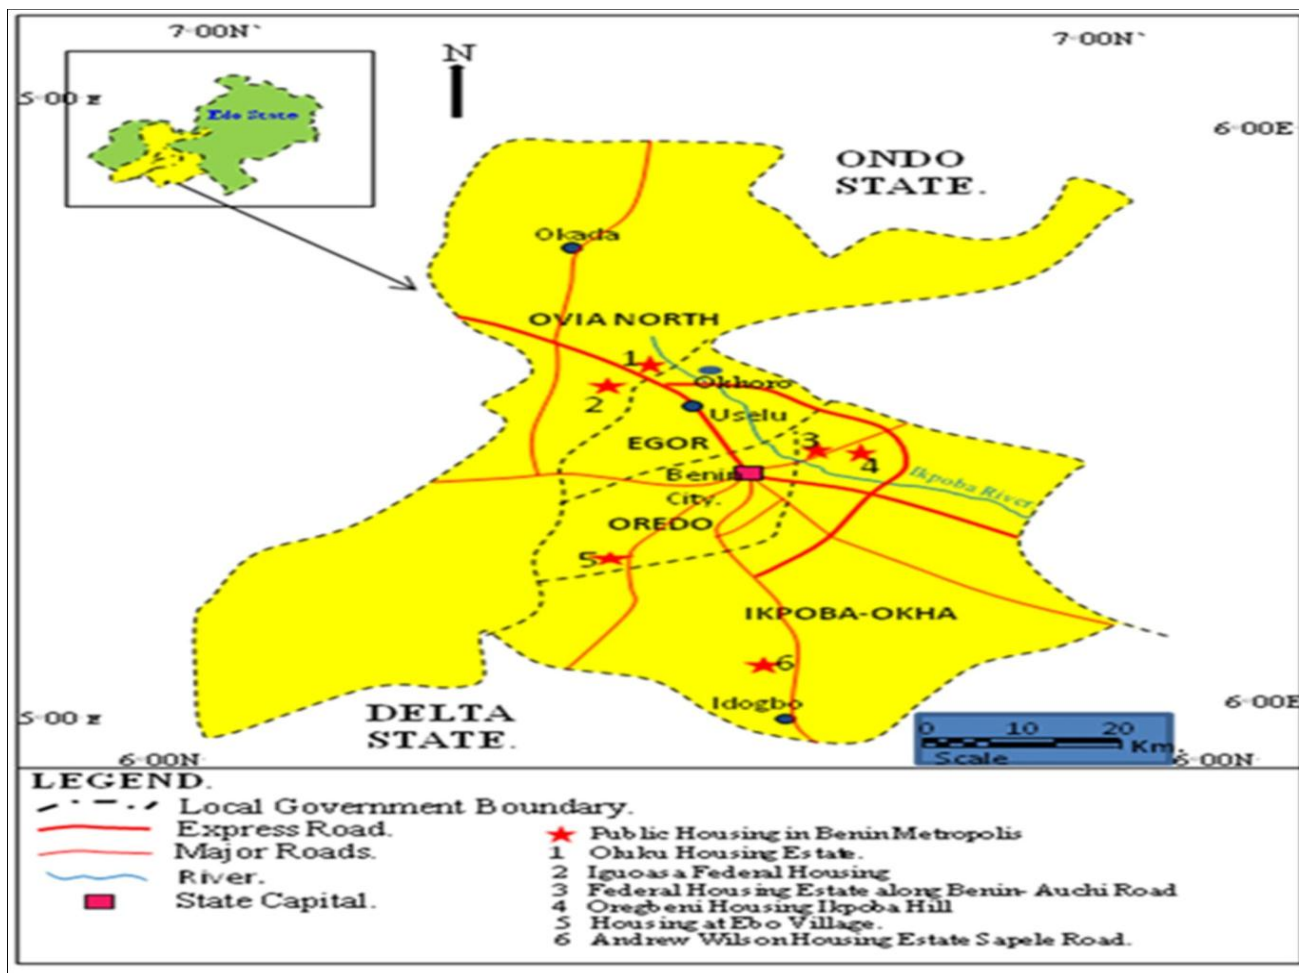 7·00N`
7·00N`
N
5·00 E
Edo State
6·00E
ONDO
STATE.
Okada
OVIA NORTH
1
Okhoro
2
Uselu
EGOR
3
4
Benin
City.
Ikpoba River
OREDO
5
IKPOBA-OKHA
6
Idogbo
6·00E
DELTA
STATE.
5·00 E
0 10 20
Km.
Scale
6·00N
6·00N
LEGEND.
Local Government Boundary.
Express Road.
Major Roads.
River.
State Capital.
Public Housing in Benin Metropolis
1 Oluku Housing Estate.
2 Iguoasa Federal Housing
3 Federal Housing Estate along Benin- Auchi Road
4 Oregbeni Housing Ikpoba Hill
5 Housing at Ebo Village.
6 Andrew Wilson Housing Estate Sapele Road.